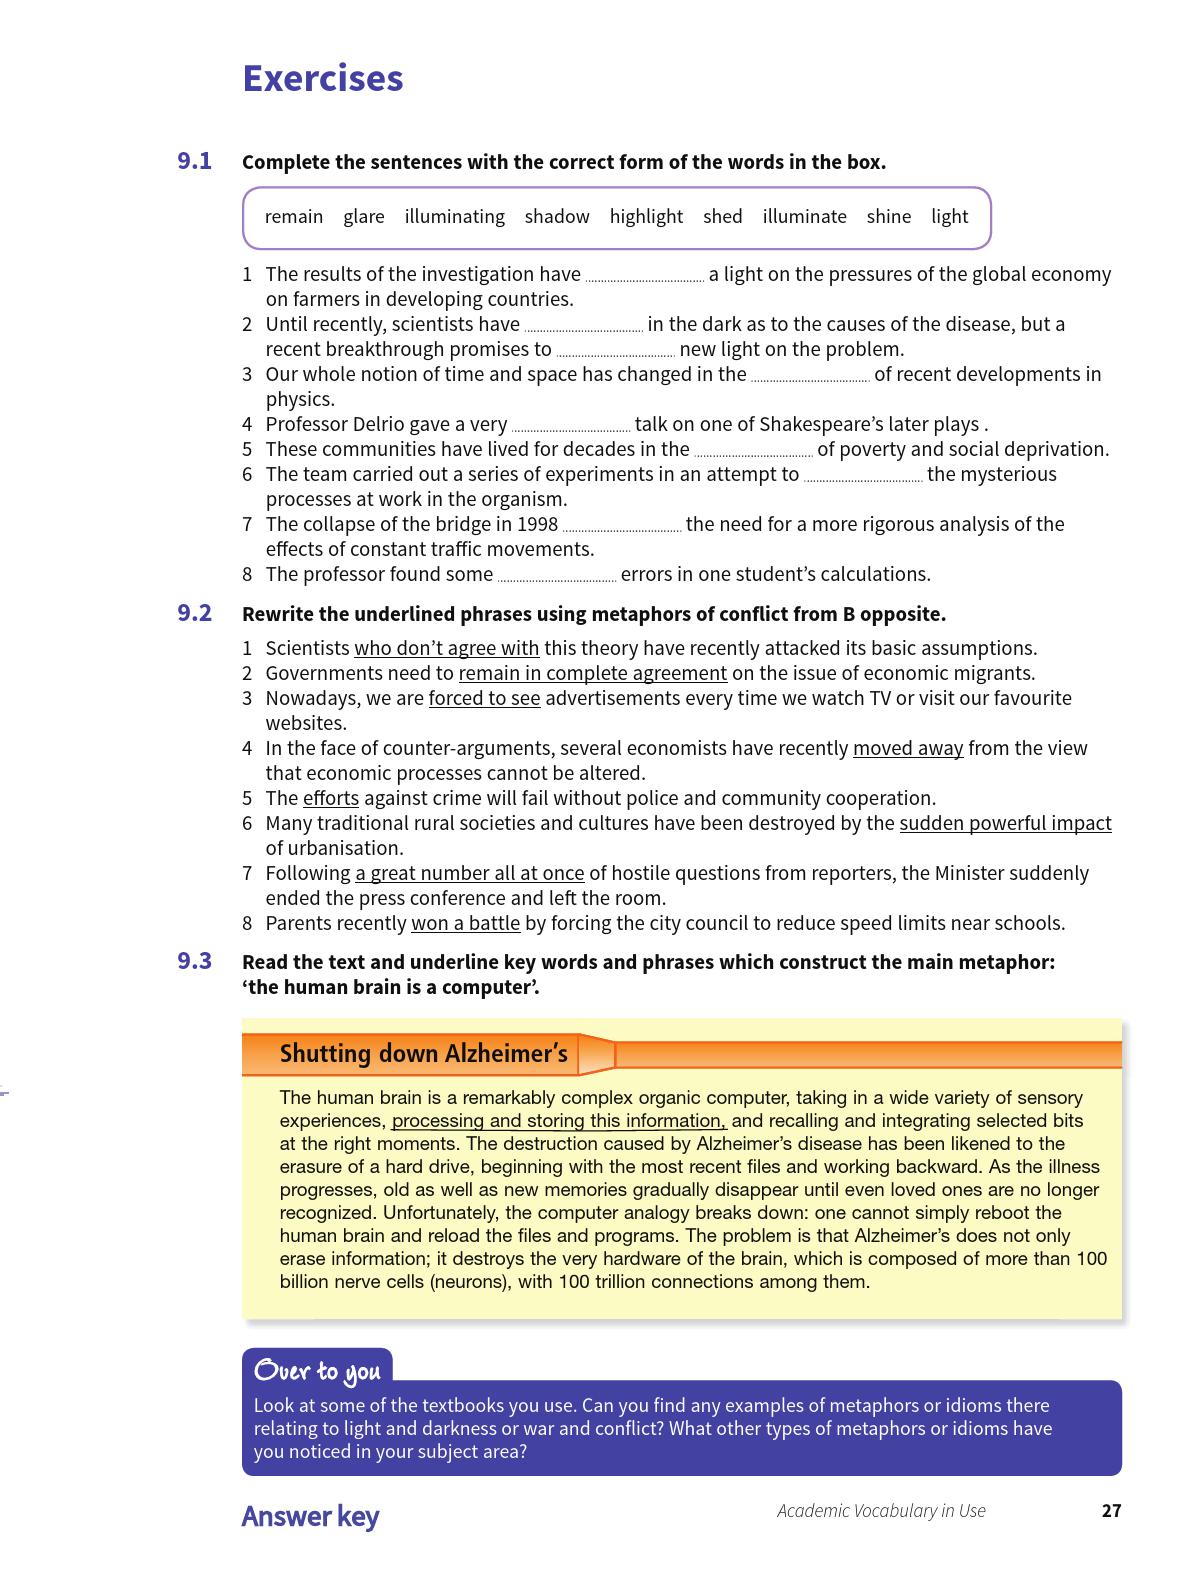 Exercises
9.1 Complete the sentences with the correct form of the words in the box.
remain glare illuminating shadow highlight shed illuminate shine light
1 The results of the investigation have .................................. a light on the pressures of the global economy
on farmers in developing countries.
2 Until recently, scientists have .................................. in the dark as to the causes of the disease, but a
recent breakthrough promises to .................................. new light on the problem.
3 Our whole notion of time and space has changed in the .................................. of recent developments in
physics.
4 Professor Delrio gave a very .................................. talk on one of Shakespeare’s later plays .
5 These communities have lived for decades in the .................................. of poverty and social deprivation.
6 The team carried out a series of experiments in an attempt to .................................. the mysterious
processes at work in the organism.
7 The collapse of the bridge in 1998 .................................. the need for a more rigorous analysis of the
effects of constant traffic movements.
8 The professor found some .................................. errors in one student’s calculations.
9.2 Rewrite the underlined phrases using metaphors of conflict from B opposite.
1 Scientists who don’t agree with this theory have recently attacked its basic assumptions.
2 Governments need to remain in complete agreement on the issue of economic migrants.
3 Nowadays, we are forced to see advertisements every time we watch TV or visit our favourite
websites.
4 In the face of counter-arguments, several economists have recently moved away from the view
that economic processes cannot be altered.
5 The efforts against crime will fail without police and community cooperation.
6 Many traditional rural societies and cultures have been destroyed by the sudden powerful impact
of urbanisation.
7 Following a great number all at once of hostile questions from reporters, the Minister suddenly
ended the press conference and left the room.
8 Parents recently won a battle by forcing the city council to reduce speed limits near schools.
9.3 Read the text and underline key words and phrases which construct the main metaphor:
‘the human brain is a computer’.
Shutting down Alzheimer’s
The human brain is a remarkably complex organic computer, taking in a wide variety of sensory
experiences, processing and storing this information, and recalling and integrating selected bits
at the right moments. The destruction caused by Alzheimer’s disease has been likened to the
erasure of a hard drive, beginning with the most recent files and working backward. As the illness
progresses, old as well as new memories gradually disappear until even loved ones are no longer
recognized. Unfortunately, the computer analogy breaks down: one cannot simply reboot the
human brain and reload the files and programs. The problem is that Alzheimer’s does not only
erase information; it destroys the very hardware of the brain, which is composed of more than 100
billion nerve cells (neurons), with 100 trillion connections among them.
Over to you
Look at some of the textbooks you use. Can you find any examples of metaphors or idioms there
relating to light and darkness or war and conflict? What other types of metaphors or idioms have
you noticed in your subject area?
Answer key
Academic Vocabulary in Use 27